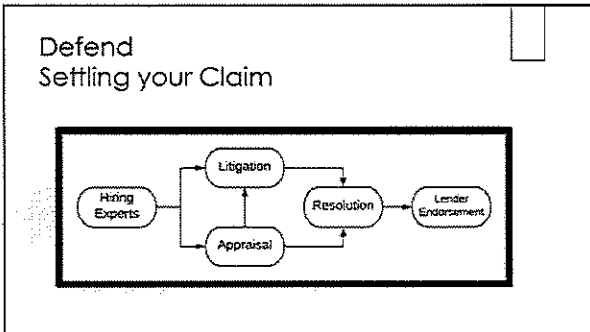 Defend
Settling your Claim
Litigation
Hiring
Experts
Resolution
Lender
Endorsement
Appraisal